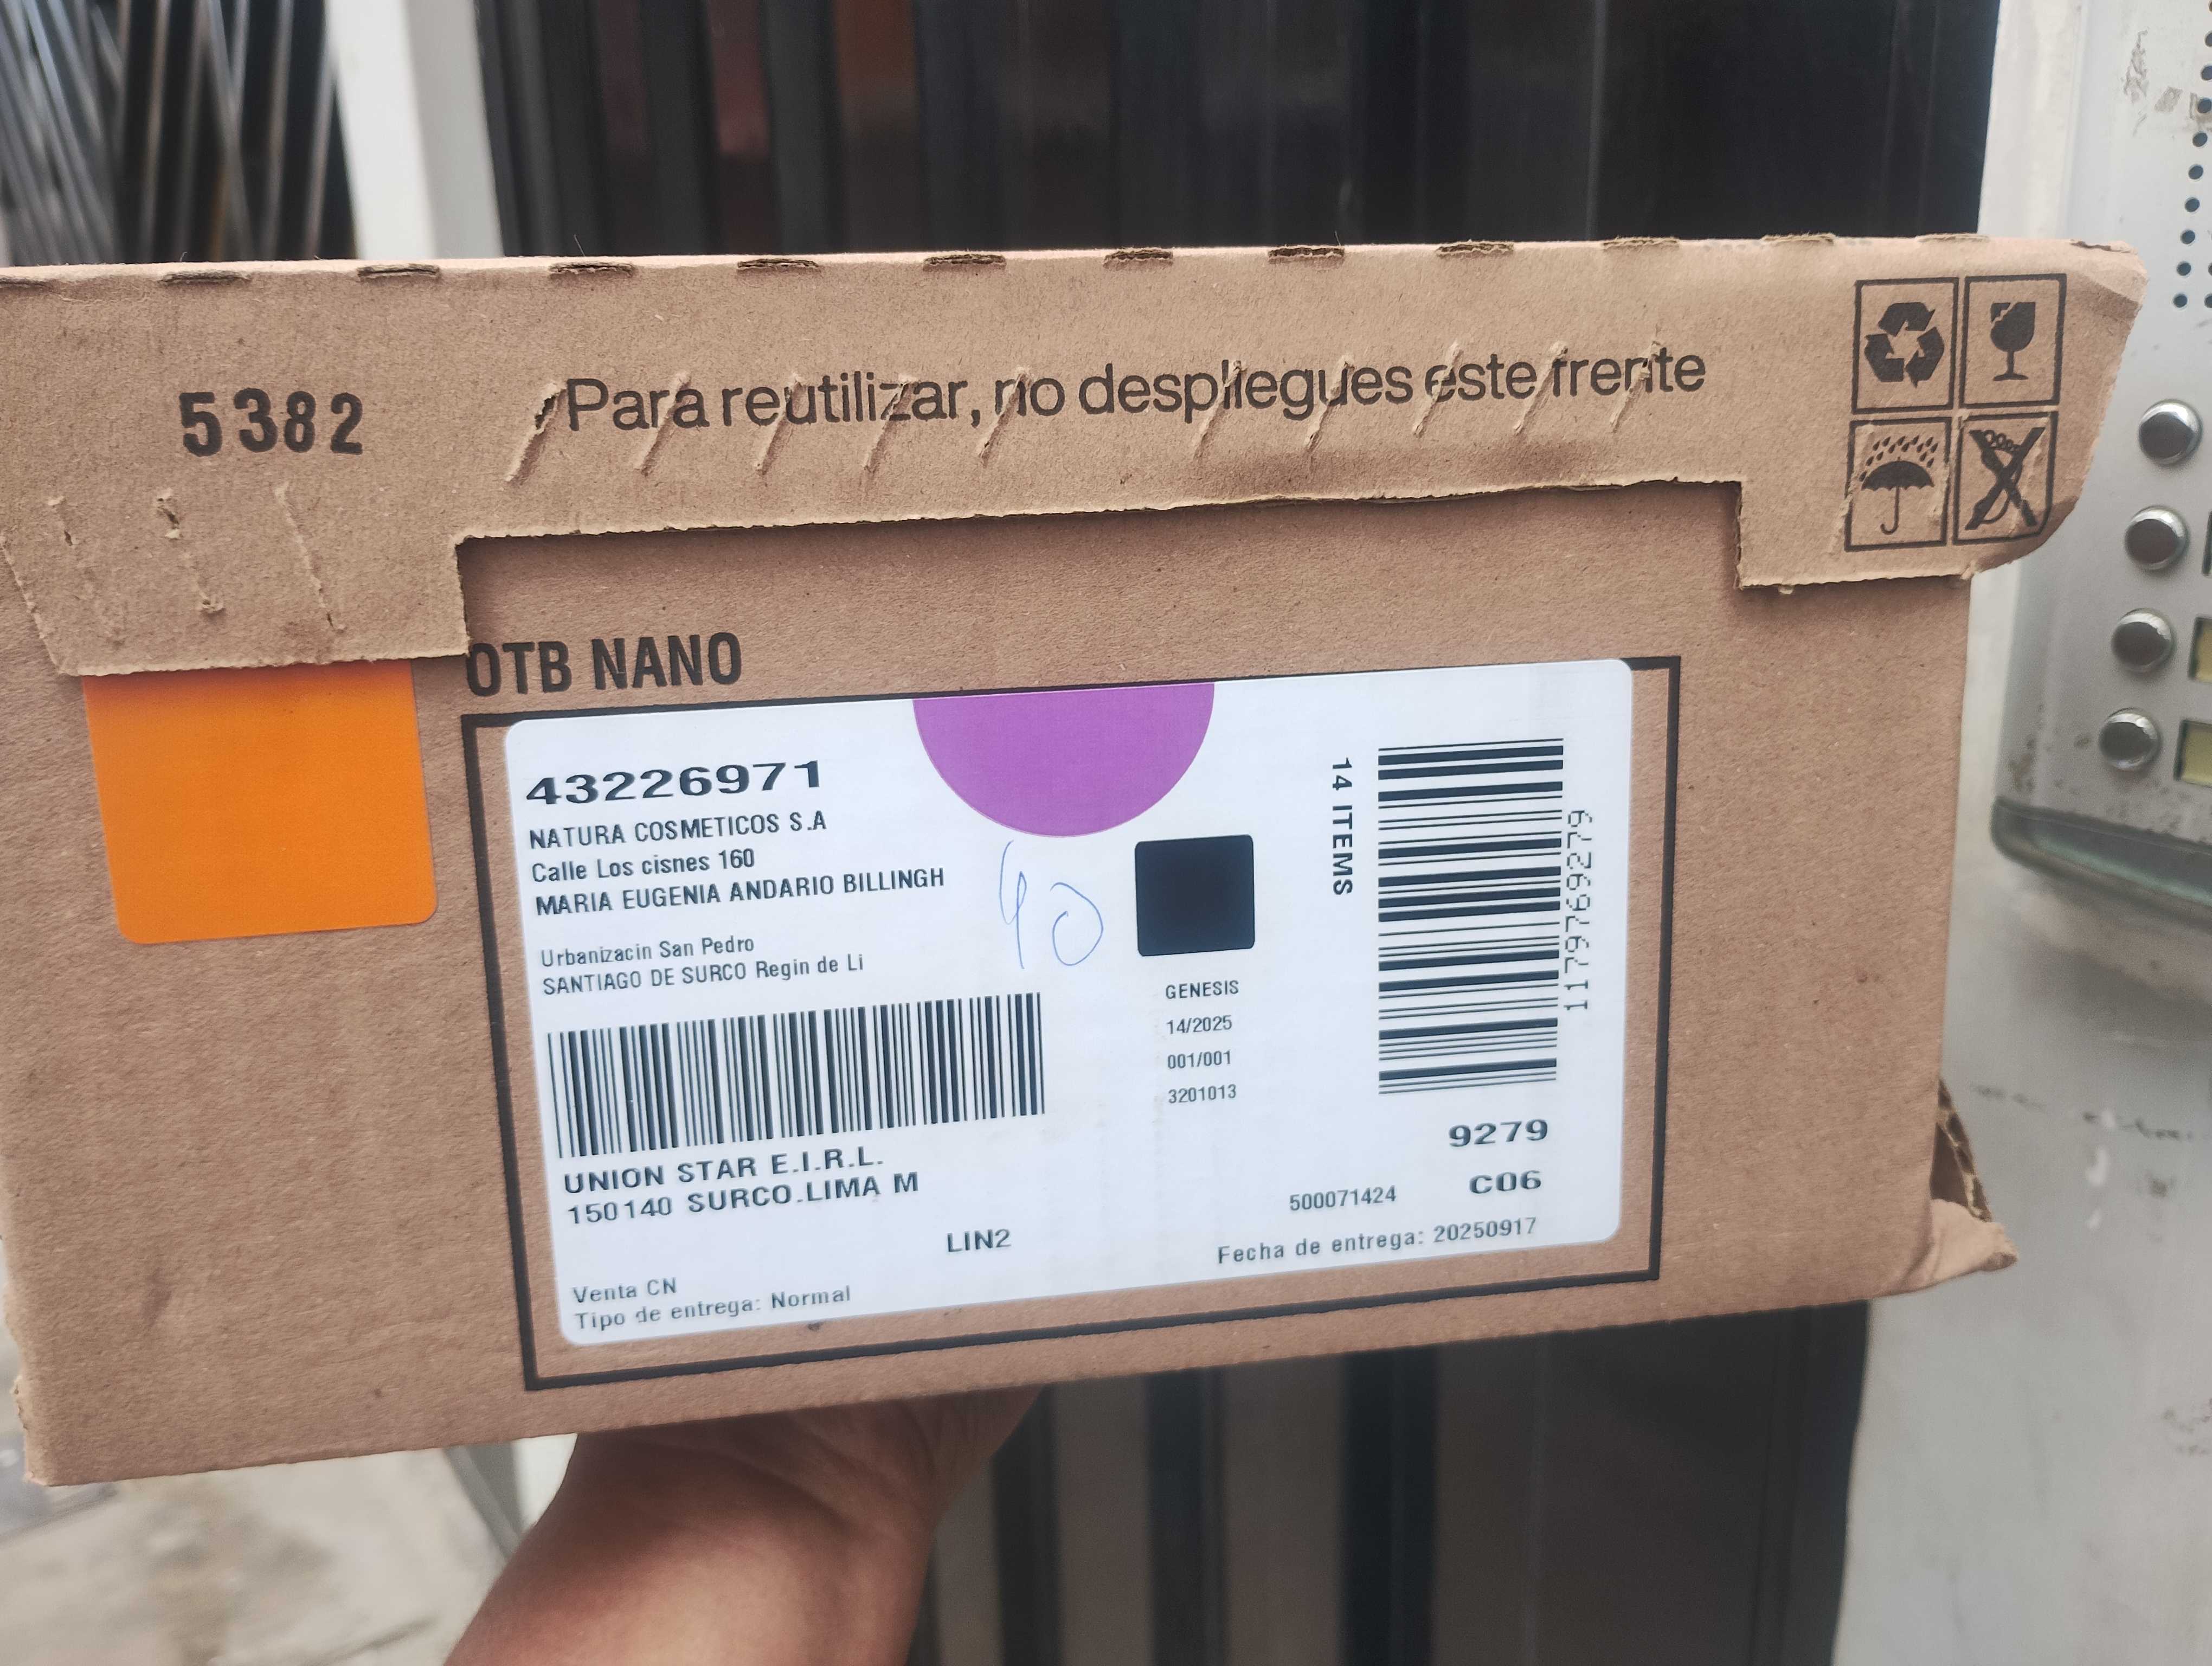 5382
Para reutilizar, no despliegues este frente
OTB NANO
43226971
NATURA COSMETICOS S.A
Calle Los cisnes 160
MARIA EUGENIA ANDARIO BILLINGH
Urbanizacin San Pedro
SANTIAGO DE SURCO Regin de Li
40
14 ITEMS
1179769279
GENESIS
14/2025
001/001
3201013
UNION STAR E.I.R.L.
150140 SURCO.LIMA M
LIN2
9279
500071424 C06
Fecha de entrega: 20250917
Venta CN
Tipo de entrega: Normal